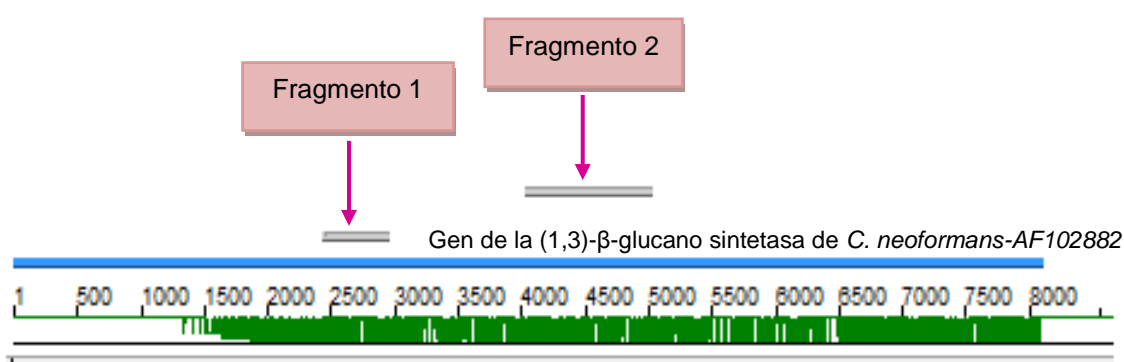 Fragmento 2
Fragmento 1
Gen de la (1,3)-β-glucano sintetasa de C. neoformans-AF102882
1 500 1000 1500 2000 2500 3000 3500 4000 4500 5000 5500 6000 6500 7000 7500 8000